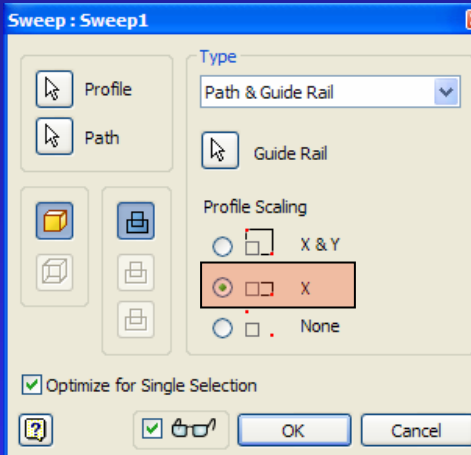 Sweep : Sweep1
Profile
Path
Type
Path & Guide Rail
Guide Rail
Profile Scaling
X & Y
X
None
Optimize for Single Selection
?
OK
Cancel